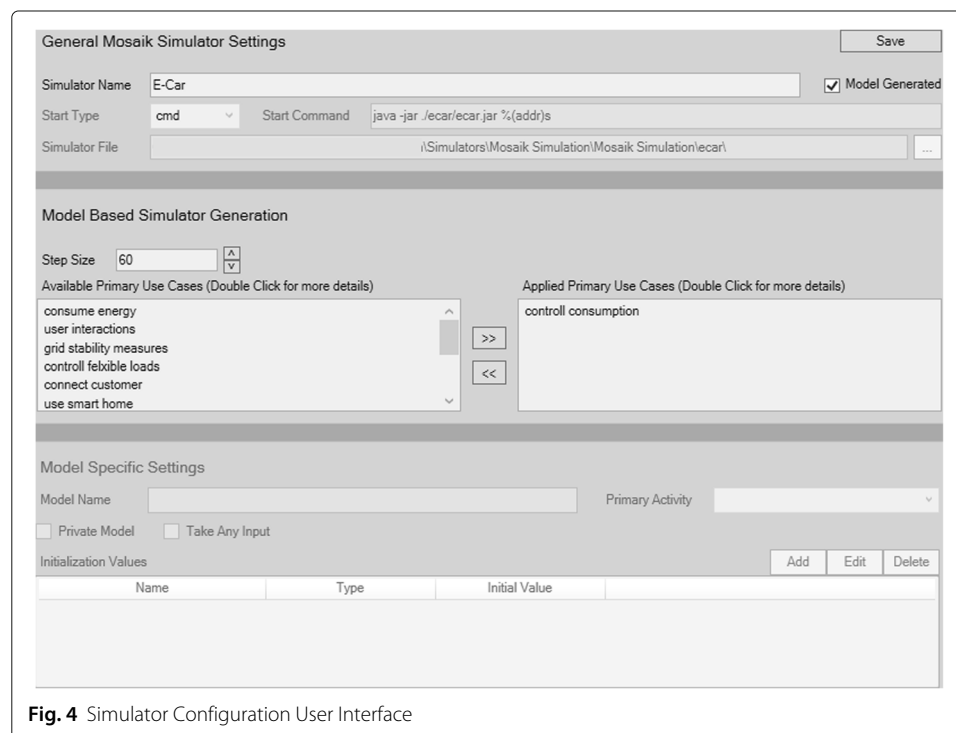 General Mosaik Simulator Settings
Save
Simulator Name E-Car Model Generated
Start Type cmd Start Command java -jar ./ecar/ecar.jar %(addr)s
Simulator File \Simulators\Mosaik Simulation\Mosaik Simulation\ecar\ ...
Model Based Simulator Generation
Step Size 60
Available Primary Use Cases (Double Click for more details)
consume energy
user interactions
grid stability measures
controll felxible loads
connect customer
use smart home
>>
<<
Applied Primary Use Cases (Double Click for more details)
controll consumption
Model Specific Settings
Model Name Primary Activity
Private Model Take Any Input
Initialization Values Add Edit Delete
Name Type Initial Value
Fig. 4 Simulator Configuration User Interface